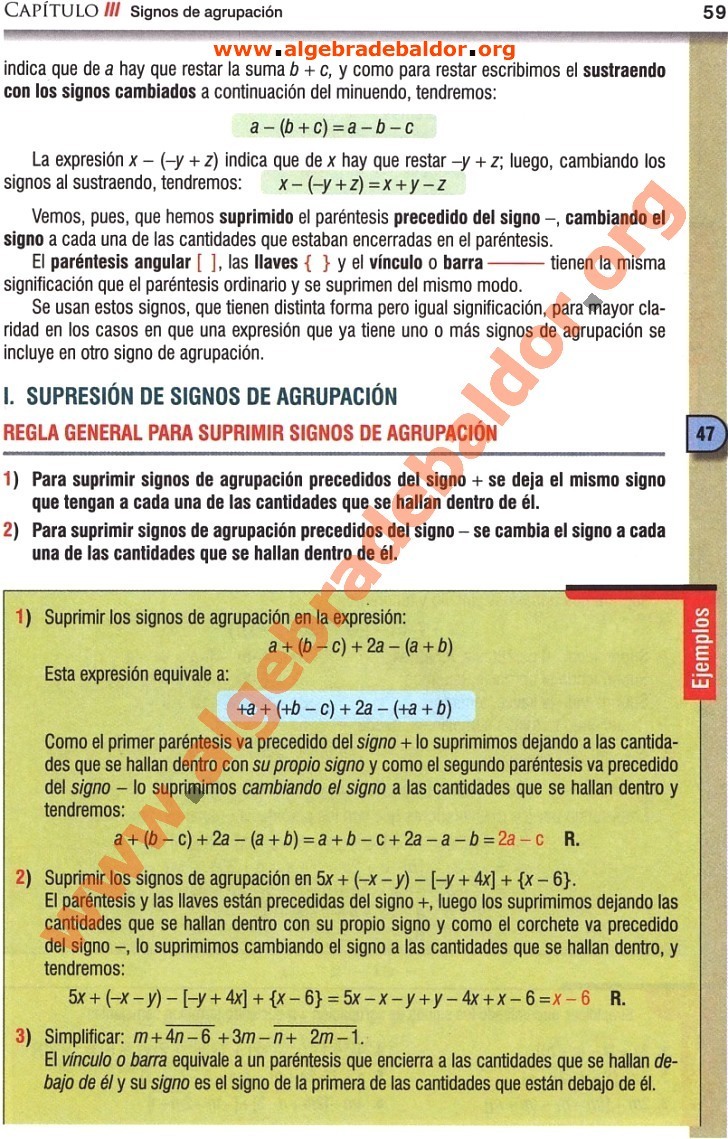 CAPÍTULO III Signos de agrupación 59
www.algebradebaldor.org
indica que de a hay que restar la suma b + c, y como para restar escribimos el sustraendo
con los signos cambiados a continuación del minuendo, tendremos:
a – (b + c) = a – b – c
La expresión x – (–y + z) indica que de x hay que restar –y + z; luego, cambiando los
signos al sustraendo, tendremos: x – (–y + z) = x + y – z
Vemos, pues, que hemos suprimido el paréntesis precedido del signo –, cambiando el
signo a cada una de las cantidades que estaban encerradas en el paréntesis.
El paréntesis angular [ ], las llaves { } y el vínculo o barra ——— tienen la misma
significación que el paréntesis ordinario y se suprimen del mismo modo.
Se usan estos signos, que tienen distinta forma pero igual significación, para mayor cla-
ridad en los casos en que una expresión que ya tiene uno o más signos de agrupación se
incluye en otro signo de agrupación.
I. SUPRESIÓN DE SIGNOS DE AGRUPACIÓN
REGLA GENERAL PARA SUPRIMIR SIGNOS DE AGRUPACIÓN
47
1) Para suprimir signos de agrupación precedidos del signo + se deja el mismo signo
que tengan a cada una de las cantidades que se hallan dentro de él.
2) Para suprimir signos de agrupación precedidos del signo – se cambia el signo a cada
una de las cantidades que se hallan dentro de él.
Ejemplos
1) Suprimir los signos de agrupación en la expresión:
a + (b – c) + 2a – (a + b)
Esta expresión equivale a:
+a + (+b – c) + 2a – (+a + b)
Como el primer paréntesis va precedido del signo + lo suprimimos dejando a las cantida-
des que se hallan dentro con su propio signo y como el segundo paréntesis va precedido
del signo – lo suprimimos cambiando el signo a las cantidades que se hallan dentro y
tendremos:
a + (b – c) + 2a – (a + b) = a + b – c + 2a – a – b = 2a – c R.
2) Suprimir los signos de agrupación en 5x + (–x – y) – [–y + 4x] + {x – 6}.
El paréntesis y las llaves están precedidas del signo +, luego los suprimimos dejando las
cantidades que se hallan dentro con su propio signo y como el corchete va precedido
del signo –, lo suprimimos cambiando el signo a las cantidades que se hallan dentro, y
tendremos:
5x + (–x – y) – [–y + 4x] + {x – 6} = 5x – x – y + y – 4x + x – 6 = x – 6 R.
3) Simplificar: m + 4n – 6 + 3m – n + 2m – 1.
El vínculo o barra equivale a un paréntesis que encierra a las cantidades que se hallan de-
bajo de él y su signo es el signo de la primera de las cantidades que están debajo de él.
www.algebradebaldor.org